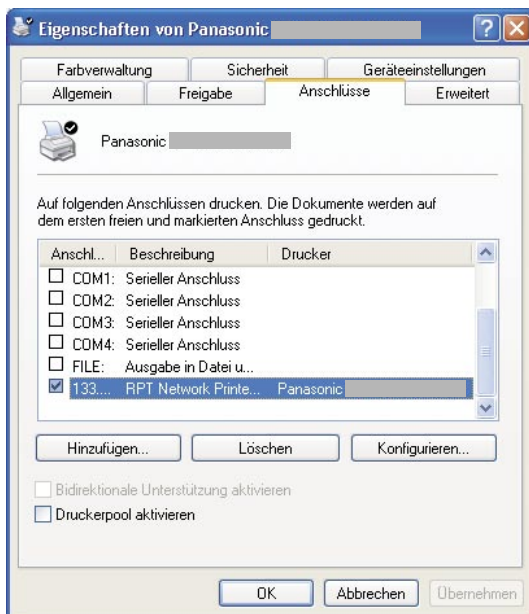 Eigenschaften von Panasonic
Farbverwaltung Sicherheit Geräteeinstellungen
Allgemein Freigabe Anschlüsse Erweitert
Panasonic
Auf folgenden Anschlüssen drucken. Die Dokumente werden auf
dem ersten freien und markierten Anschluss gedruckt.
Anschl... Beschreibung Drucker
COM1: Serieller Anschluss
COM2: Serieller Anschluss
COM3: Serieller Anschluss
COM4: Serieller Anschluss
FILE: Ausgabe in Datei u...
133.... RPT Network Printe... Panasonic
Hinzufügen... Löschen Konfigurieren...
Bidirektionale Unterstützung aktivieren
Druckerpool aktivieren
OK Abbrechen Übernehmen